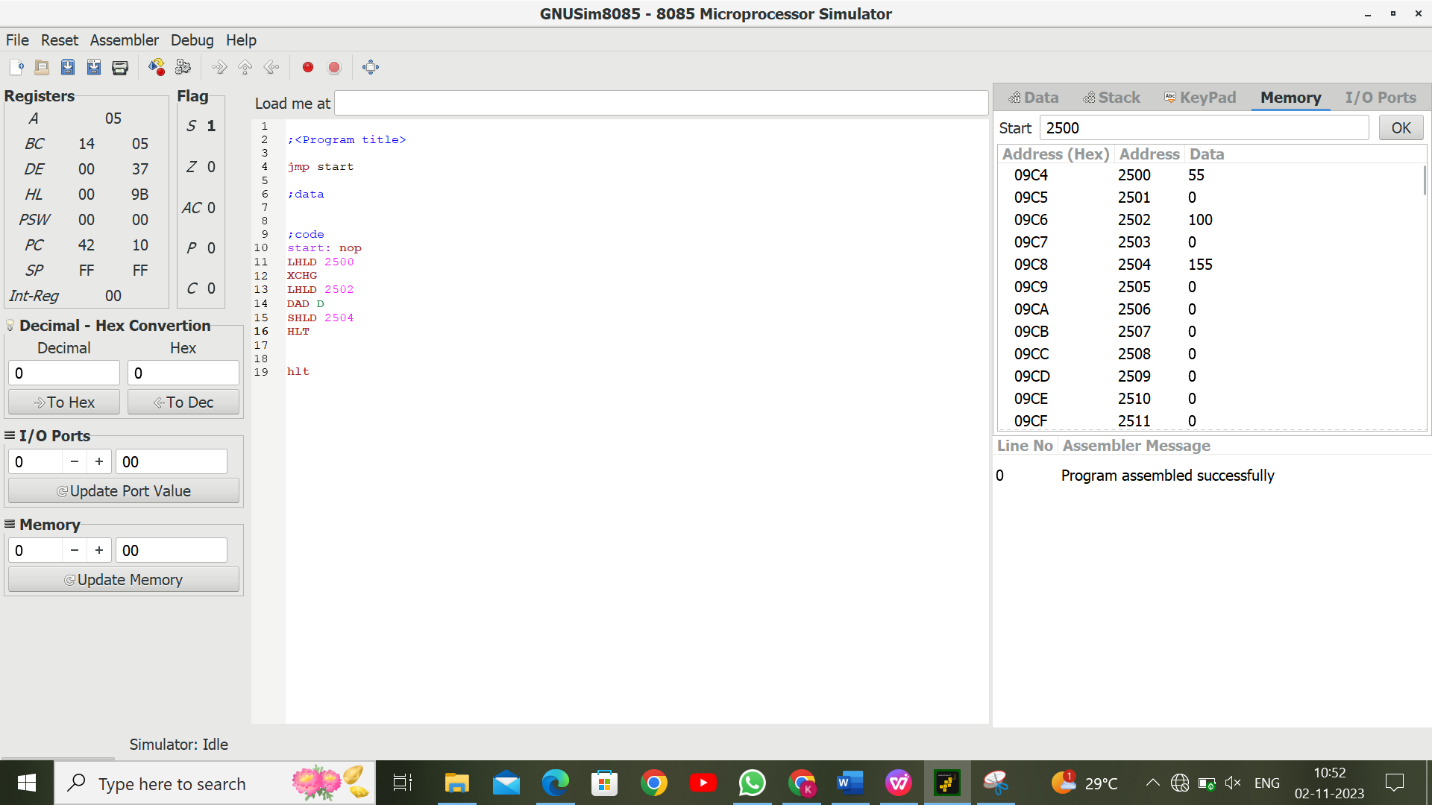 GNUSim8085 - 8085 Microprocessor Simulator
File Reset Assembler Debug Help
Registers
A 05
BC 14 05
DE 00 37
HL 00 9B
PSW 00 00
PC 42 10
SP FF FF
Int-Reg 00
Flag
S 1
Z 0
AC 0
P 0
C 0
Decimal - Hex Convertion
Decimal Hex
0 0
To Hex To Dec
I/O Ports
0 - + 00
Update Port Value
Memory
0 - + 00
Update Memory
Load me at
1
2 ;<Program title>
3
4 jmp start
5
6 ;data
7
8
9 ;code
10 start: nop
11 LHLD 2500
12 XCHG
13 LHLD 2502
14 DAD D
15 SHLD 2504
16 HLT
17
18
19 hlt
Data Stack KeyPad Memory I/O Ports
Start 2500 OK
Address (Hex) Address Data
09C4 2500 55
09C5 2501 0
09C6 2502 100
09C7 2503 0
09C8 2504 155
09C9 2505 0
09CA 2506 0
09CB 2507 0
09CC 2508 0
09CD 2509 0
09CE 2510 0
09CF 2511 0
Line No Assembler Message
0 Program assembled successfully
Simulator: Idle
Type here to search
1
29°C
ENG
10:52
02-11-2023